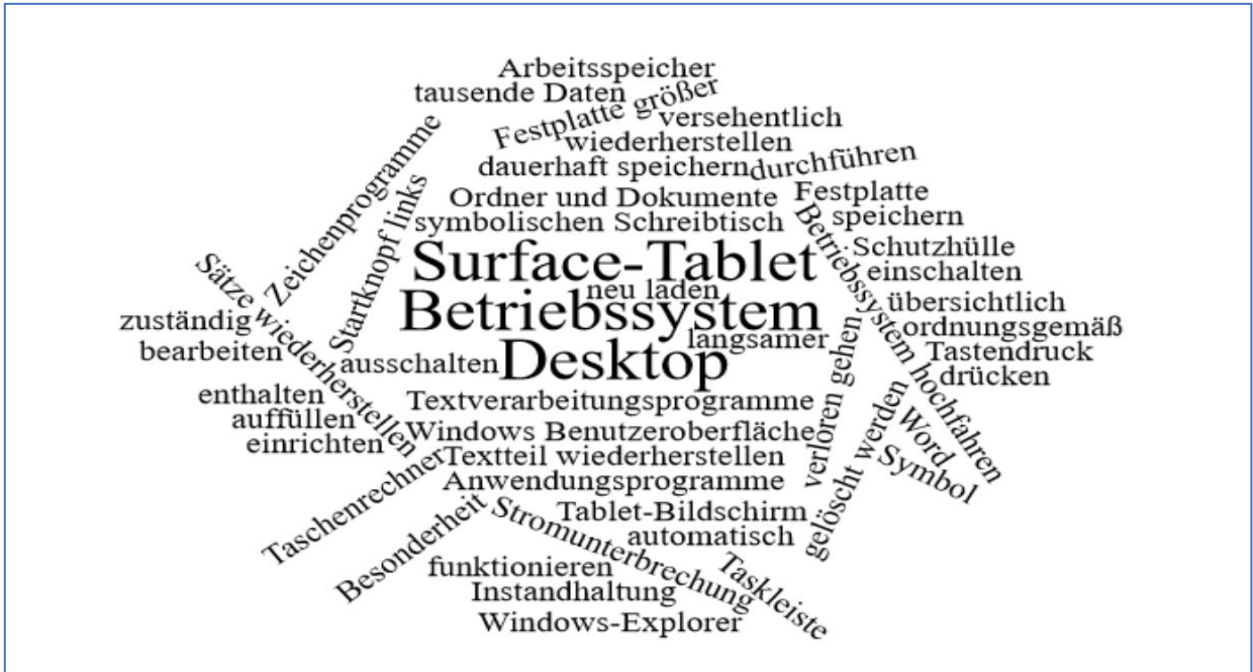 Arbeitsspeicher
tausende Daten
Festplatte größer
versehentlich
wiederherstellen
dauerhaft speichern
durchführen
Zeichenprogramme
Startknopf links
Ordner und Dokumente
Festplatte
symbolischen Schreibtisch
speichern
Betriebssystem hochfahren
Surface-Tablet
Schutzhülle
einschalten
neu laden
Sätze wiederherstellen
Betriebssystem
übersichtlich
zuständig
ordnungsgemäß
langsamer
bearbeiten
Tastendruck
ausschalten
Desktop
drücken
verloren gehen
enthalten
Textverarbeitungsprogramme
auffüllen
Windows Benutzeroberfläche
einrichten
gelöscht werden
Word
Symbol
Textteil wiederherstellen
Taschenrechner
Anwendungsprogramme
Besonderheit
Stromunterbrechung
Tablet-Bildschirm
automatisch
funktionieren
Taskleiste
Instandhaltung
Windows-Explorer